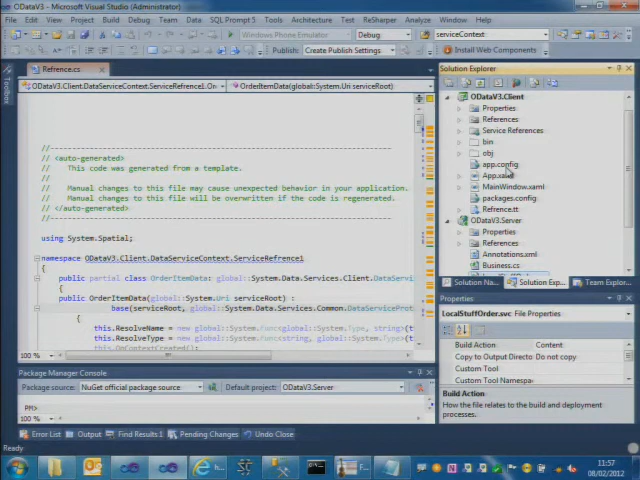 ODataV3 - Microsoft Visual Studio (Administrator)
File Edit View Project Build Debug Team Data SQL Prompt 5 Tools Architecture Test ReSharper Analyze Window Help
Debug serviceContext
Publish: Create Publish Settings Install Web Components
Toolbox
Refrence.cs
ODataV3.Client.DataServiceContext.ServiceRefrence1.Or OrderItemData(global::System.Uri serviceRoot)
//------------------------------------------------------------------------------
// <auto-generated>
// This code was generated from a template.
//
// Manual changes to this file may cause unexpected behavior in your application.
// Manual changes to this file will be overwritten if the code is regenerated.
// </auto-generated>
//------------------------------------------------------------------------------
using System.Spatial;
namespace ODataV3.Client.DataServiceContext.ServiceRefrence1
{
public partial class OrderItemData: global::System.Data.Services.Client.DataServi
{
public OrderItemData(global::System.Uri serviceRoot) :
base(serviceRoot, global::System.Data.Services.Common.DataServiceProt
{
this.ResolveName = new global::System.Func<global::System.Type, string>(t
this.ResolveType = new global::System.Func<string, global::System.Type>(t
this.OnContextCreated();
100 %
Package Manager Console
Package source: NuGet official package source Default project: ODataV3.Server
PM>
100 %
Error List Output Find Results 1 Pending Changes Undo Close
Ready
Solution Explorer
ODataV3.Client
Properties
References
Service References
bin
obj
app.config
App.xaml
MainWindow.xaml
packages.config
Refrence.tt
ODataV3.Server
Properties
References
Annotations.xml
Business.cs
Solution Na... Solution Exp... Team Explor...
Properties
LocalStuffOrder.svc File Properties
Build Action Content
Copy to Output Directo Do not copy
Custom Tool
Custom Tool Namespac
Build Action
How the file relates to the build and deployment
processes.
11:57
08/02/2012